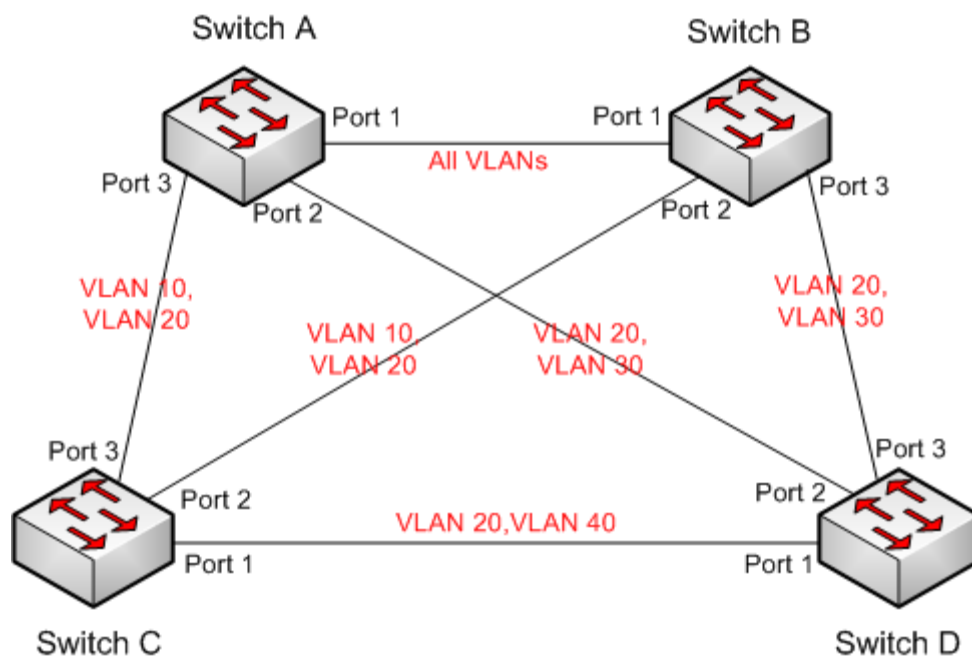 Switch A
Switch B
Port 1
Port 1
All VLANs
Port 3
Port 2
Port 2
Port 3
VLAN 10,
VLAN 20
VLAN 10,
VLAN 20
VLAN 20,
VLAN 30
VLAN 20,
VLAN 30
Port 3
Port 2
Port 3
Port 2
VLAN 20,VLAN 40
Port 1
Port 1
Switch C
Switch D